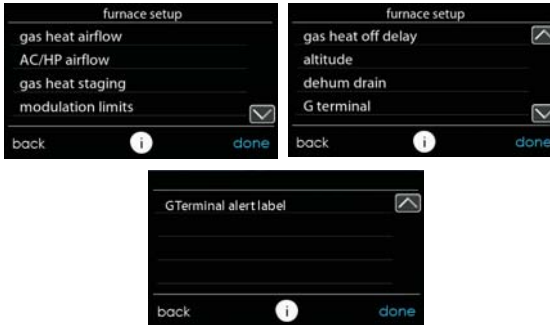 furnace setup
gas heat airflow
AC/HP airflow
gas heat staging
modulation limits
back i done
furnace setup
gas heat off delay
altitude
dehum drain
G terminal
back i done
GTerminal alert label
back i done